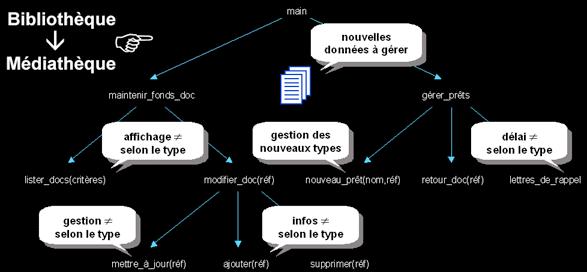 Bibliothèque
Médiathèque
main
nouvelles
données à gérer
maintenir_fonds_doc
gérer_prêts
affichage ≠
selon le type
gestion des
nouveaux types
délai ≠
selon le type
lister_docs(critères)
modifier_doc(réf)
nouveau_prêt(nom,réf)
retour_doc(réf)
lettres_de_rappel
gestion ≠
selon le type
infos ≠
selon le type
mettre_à_jour(réf)
ajouter(réf)
supprimer(réf)